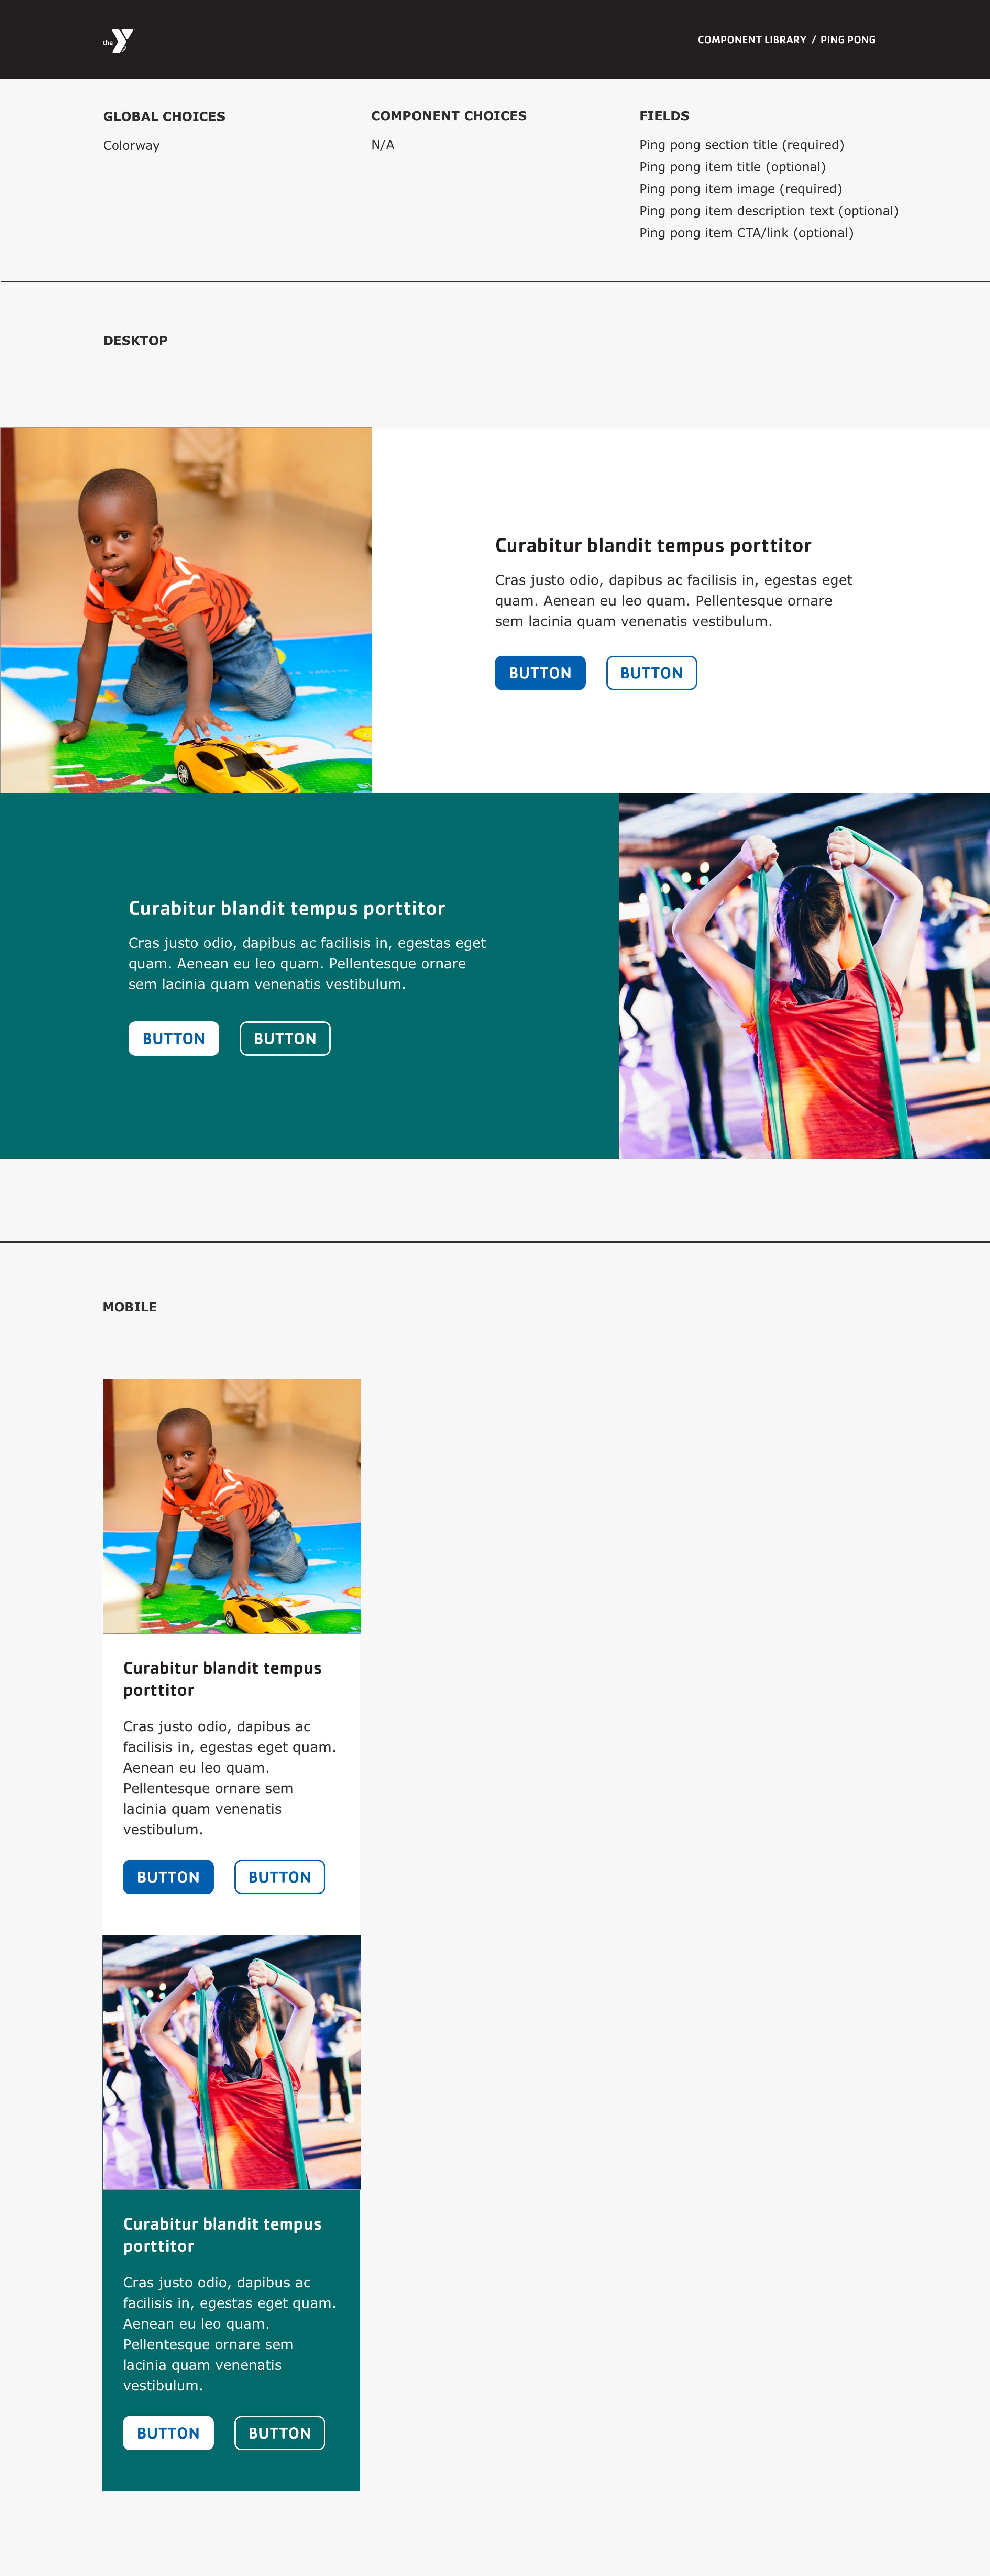 the Y
COMPONENT LIBRARY / PING PONG
GLOBAL CHOICES
Colorway
COMPONENT CHOICES
N/A
FIELDS
Ping pong section title (required)
Ping pong item title (optional)
Ping pong item image (required)
Ping pong item description text (optional)
Ping pong item CTA/link (optional)
DESKTOP
Curabitur blandit tempus porttitor
Cras justo odio, dapibus ac facilisis in, egestas eget
quam. Aenean eu leo quam. Pellentesque ornare
sem lacinia quam venenatis vestibulum.
BUTTON BUTTON
Curabitur blandit tempus porttitor
Cras justo odio, dapibus ac facilisis in, egestas eget
quam. Aenean eu leo quam. Pellentesque ornare
sem lacinia quam venenatis vestibulum.
BUTTON BUTTON
MOBILE
Curabitur blandit tempus
porttitor
Cras justo odio, dapibus ac
facilisis in, egestas eget quam.
Aenean eu leo quam.
Pellentesque ornare sem
lacinia quam venenatis
vestibulum.
BUTTON BUTTON
Curabitur blandit tempus
porttitor
Cras justo odio, dapibus ac
facilisis in, egestas eget quam.
Aenean eu leo quam.
Pellentesque ornare sem
lacinia quam venenatis
vestibulum.
BUTTON BUTTON